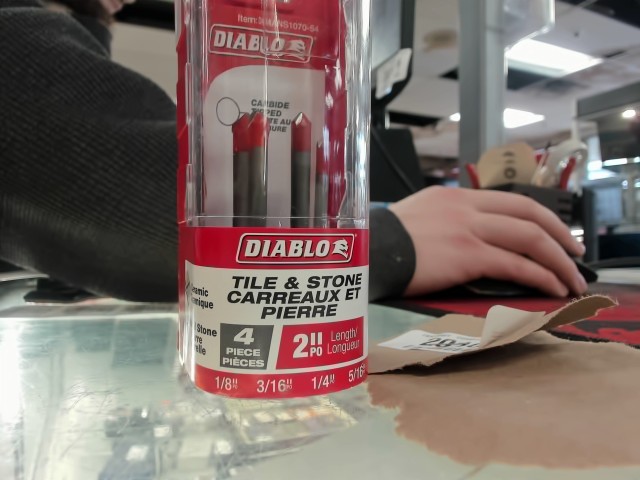 DIABLO
CARBIDE
DIABLO
TILE & STONE
CARREAUX ET
PIERRE
Stone
4
PIECE
PIÈCES
2"
PO
Length/
Longueur
1/8" 3/16" 1/4" 5/16